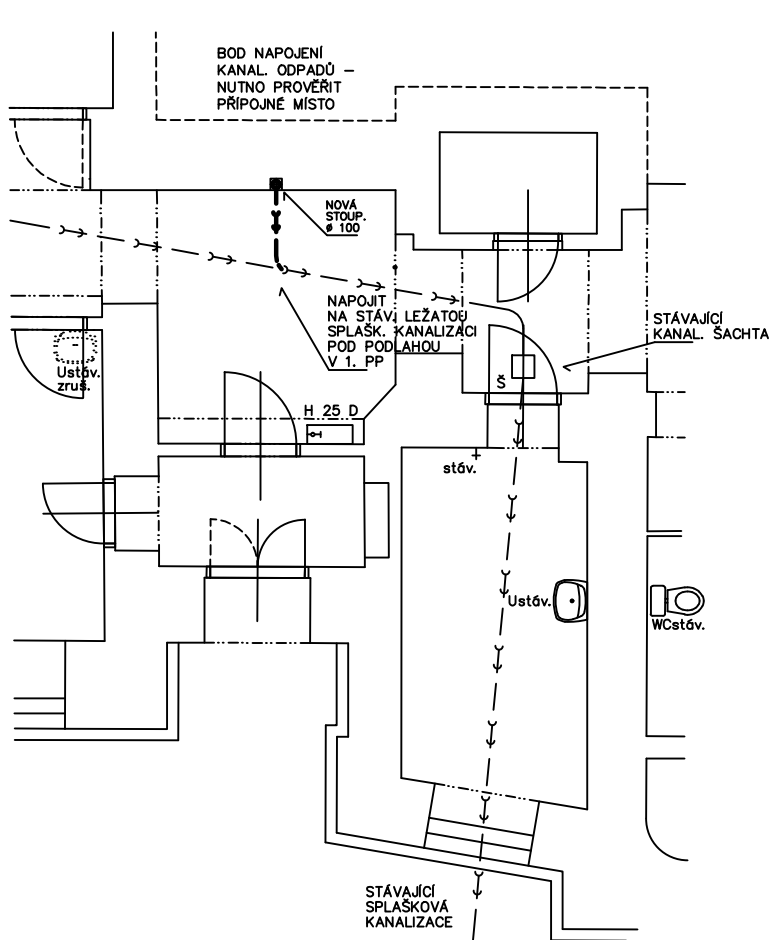 BOD NAPOJENÍ
KANAL. ODPADŮ –
NUTNO PROVĚŘIT
PŘÍPOJNÉ MÍSTO
NOVÁ
STOUP.
ø 100
NAPOJIT
NA STÁV. LEŽATOU
SPLAŠK. KANALIZACI
POD PODLAHOU
V 1. PP
STÁVAJÍCÍ
KANAL. ŠACHTA
Ustáv.
zruš.
Š
H 25 D
stáv.
Ustáv.
WCstáv.
STÁVAJÍCÍ
SPLAŠKOVÁ
KANALIZACE